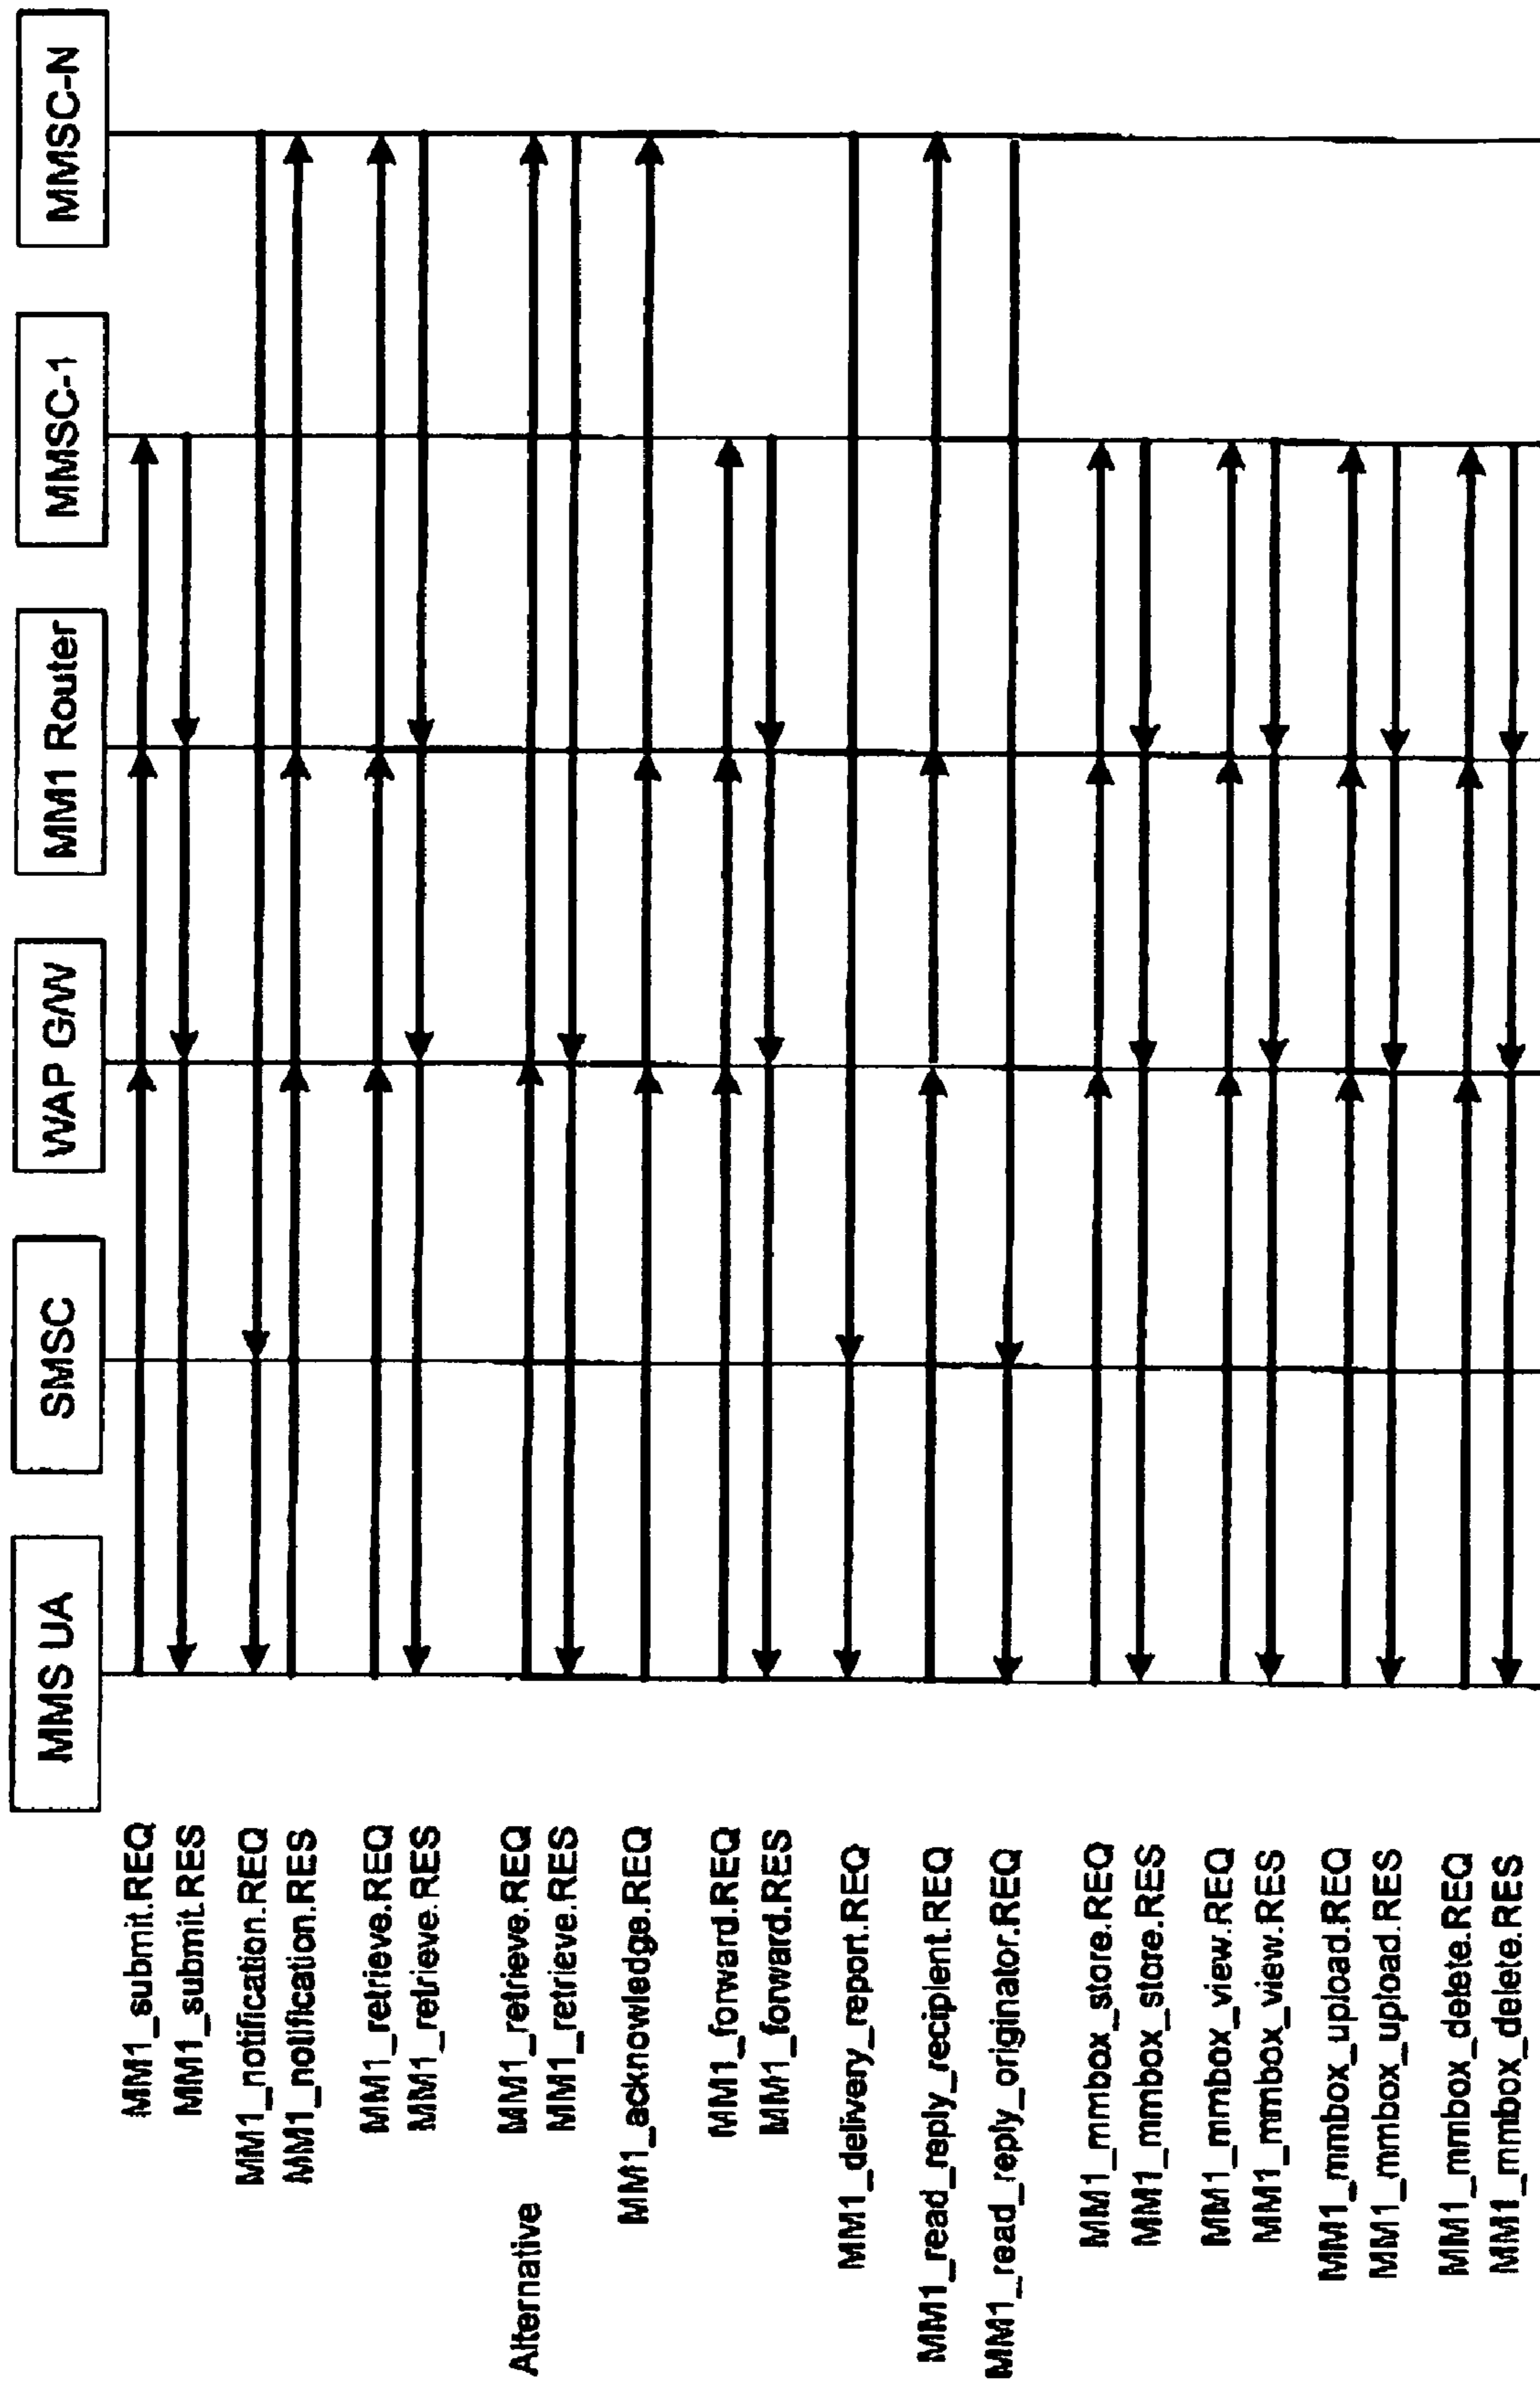 MMS UA
SMSC
WAP G/W
MM1 Router
MMSC-1
MMSC-N
MM1_submit.REQ
MM1_submit.RES
MM1_notification.REQ
MM1_notification.RES
MM1_retrieve.REQ
MM1_retrieve.RES
Alternative
MM1_retrieve.REQ
MM1_retrieve.RES
MM1_acknowledge.REQ
MM1_forward.REQ
MM1_forward.RES
MM1_delivery_report.REQ
MM1_read_reply_recipient.REQ
MM1_read_reply_originator.REQ
MM1_mmbox_store.REQ
MM1_mmbox_store.RES
MM1_mmbox_view.REQ
MM1_mmbox_view.RES
MM1_mmbox_upload.REQ
MM1_mmbox_upload.RES
MM1_mmbox_delete.REQ
MM1_mmbox_delete.RES